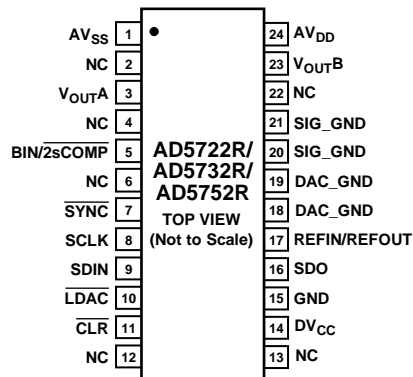 AVSS 1 24 AVDD
NC 2 23 VOUTB
VOUTA 3 22 NC
NC 4 21 SIG_GND
BIN/2sCOMP 5 20 SIG_GND
NC 6 19 DAC_GND
SYNC 7 18 DAC_GND
SCLK 8 17 REFIN/REFOUT
SDIN 9 16 SDO
LDAC 10 15 GND
CLR 11 14 DVCC
NC 12 13 NC
AD5722R/
AD5732R/
AD5752R
TOP VIEW
(Not to Scale)